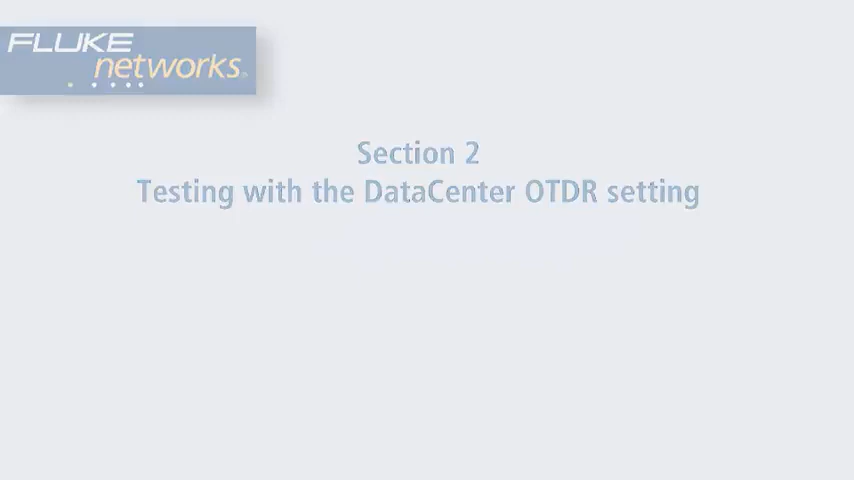 FLUKE
networks®
Section 2
Testing with the DataCenter OTDR setting